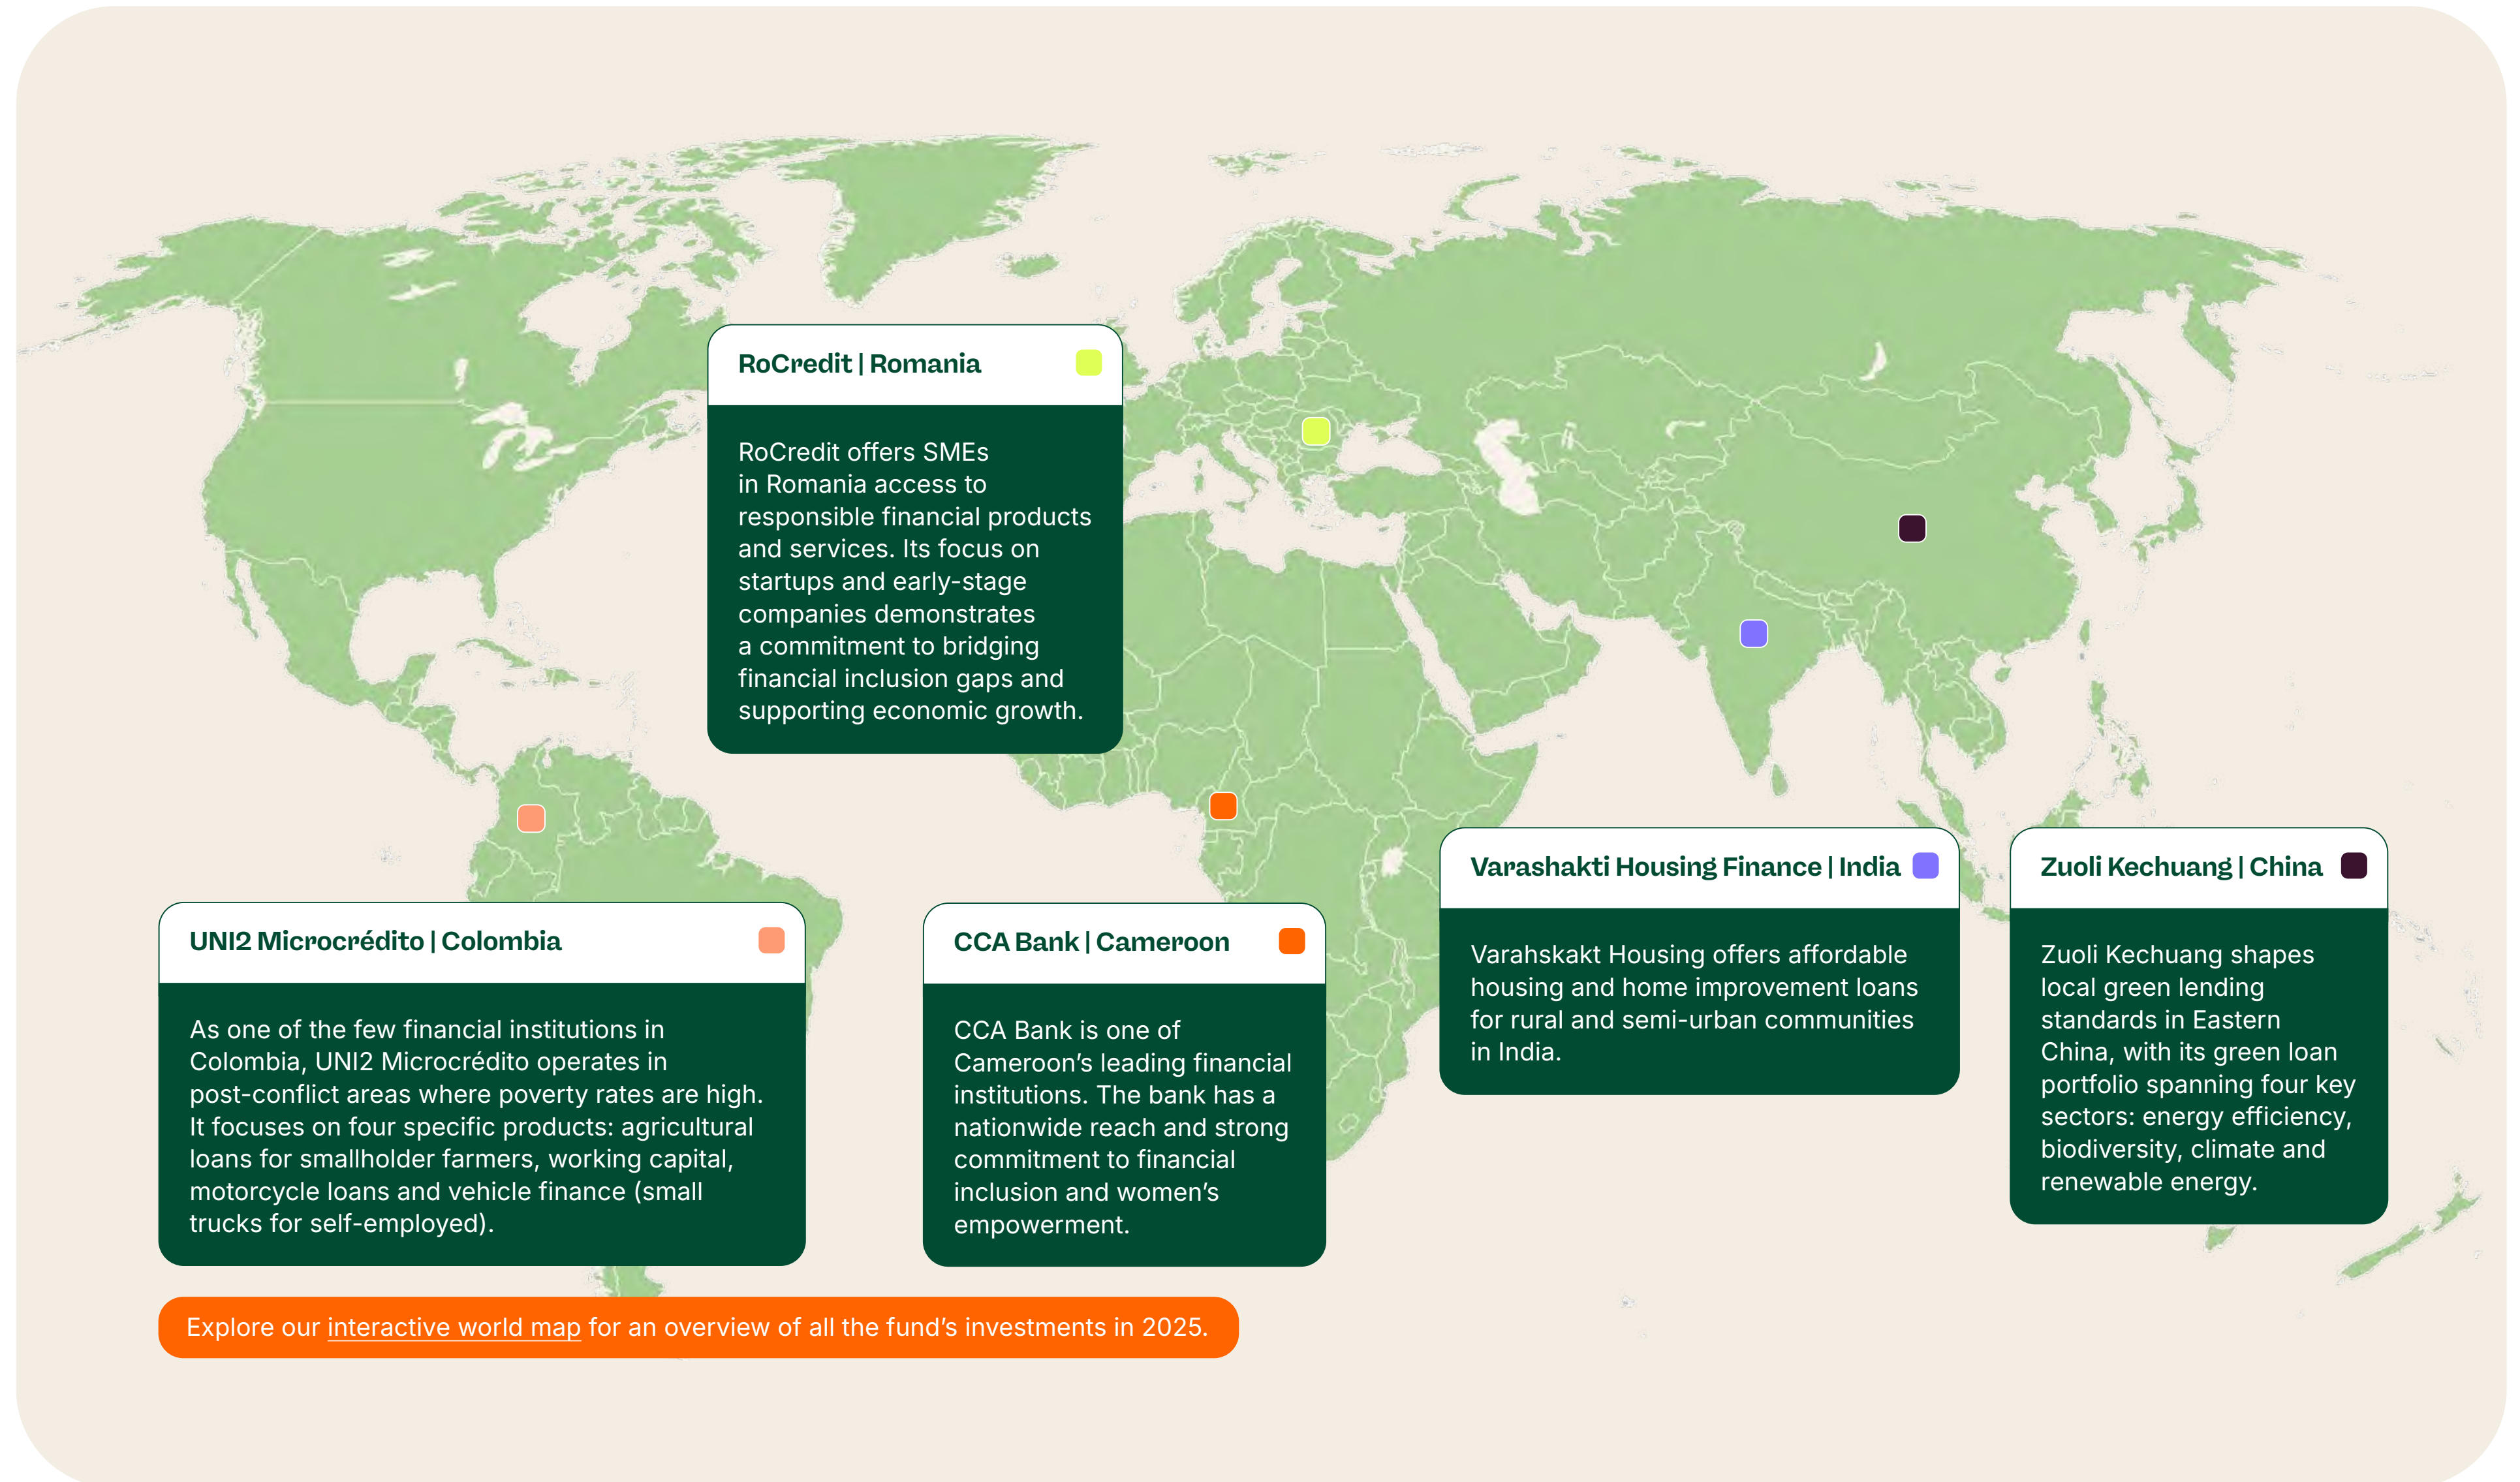 RoCredit | Romania
RoCredit offers SMEs
in Romania access to
responsible financial products
and services. Its focus on
startups and early-stage
companies demonstrates
a commitment to bridging
financial inclusion gaps and
supporting economic growth.
UNI2 Microcrédito | Colombia
As one of the few financial institutions in
Colombia, UNI2 Microcrédito operates in
post-conflict areas where poverty rates are high.
It focuses on four specific products: agricultural
loans for smallholder farmers, working capital,
motorcycle loans and vehicle finance (small
trucks for self-employed).
CCA Bank | Cameroon
CCA Bank is one of
Cameroon’s leading financial
institutions. The bank has a
nationwide reach and strong
commitment to financial
inclusion and women’s
empowerment.
Varashakti Housing Finance | India
Varahskakt Housing offers affordable
housing and home improvement loans
for rural and semi-urban communities
in India.
Zuoli Kechuang | China
Zuoli Kechuang shapes
local green lending
standards in Eastern
China, with its green loan
portfolio spanning four key
sectors: energy efficiency,
biodiversity, climate and
renewable energy.
Explore our interactive world map for an overview of all the fund’s investments in 2025.